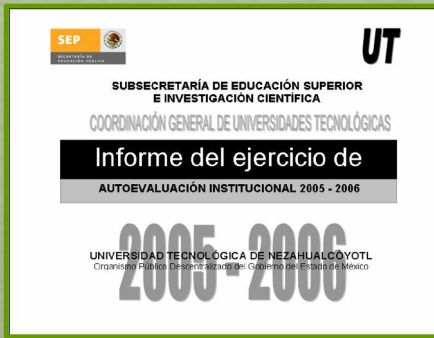 SEP
SECRETARÍA DE
EDUCACIÓN PÚBLICA
UT
SUBSECRETARÍA DE EDUCACIÓN SUPERIOR
E INVESTIGACIÓN CIENTÍFICA
COORDINACIÓN GENERAL DE UNIVERSIDADES TECNOLÓGICAS
Informe del ejercicio de
AUTOEVALUACIÓN INSTITUCIONAL 2005 - 2006
2005 - 2006
UNIVERSIDAD TECNOLÓGICA DE NEZAHUALCÓYOTL
Organismo Público Descentralizado del Gobierno del Estado de México